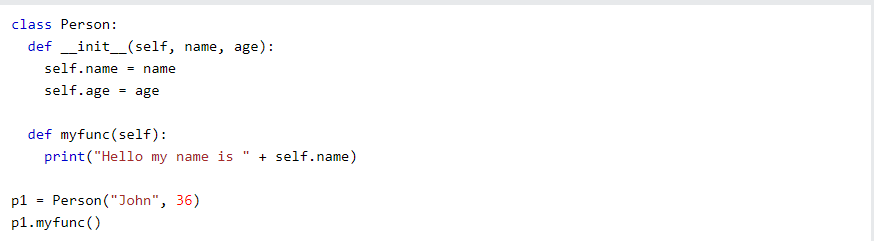 class Person:
  def __init__(self, name, age):
    self.name = name
    self.age = age

  def myfunc(self):
    print("Hello my name is " + self.name)

p1 = Person("John", 36)
p1.myfunc()